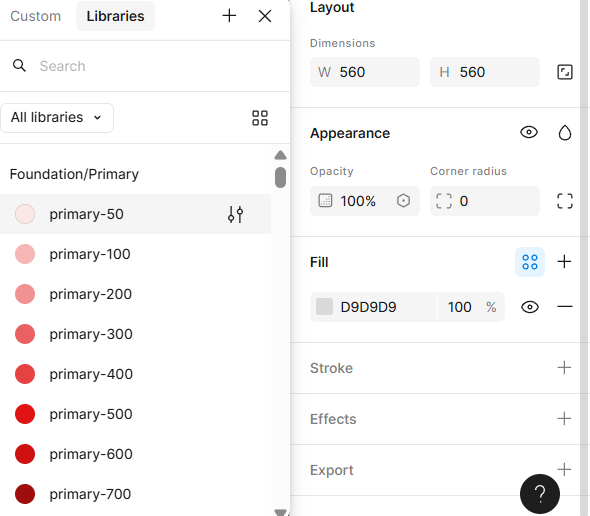 Custom
Libraries
Search
All libraries
Foundation/Primary
primary-50
primary-100
primary-200
primary-300
primary-400
primary-500
primary-600
primary-700
Layout
Dimensions
W 560 H 560
Appearance
Opacity Corner radius
100% 0
Fill
D9D9D9 100 %
Stroke
Effects
Export
?